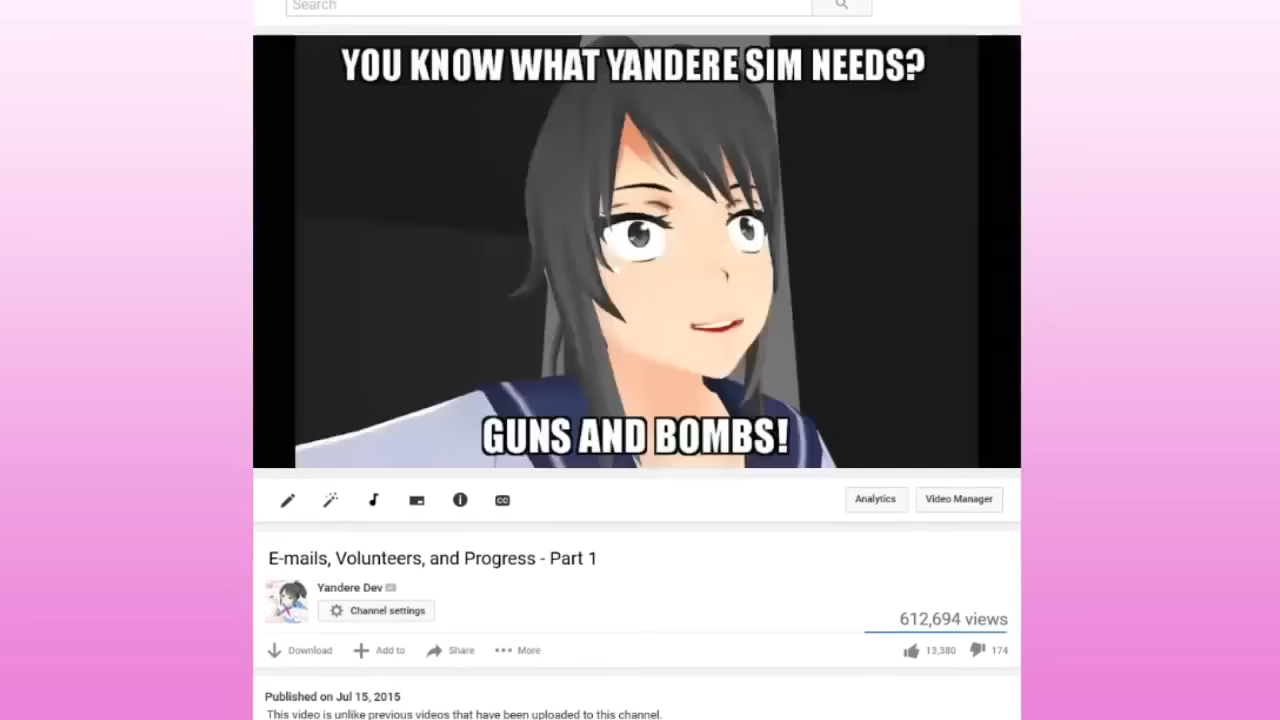 Search
YOU KNOW WHAT YANDERE SIM NEEDS?
GUNS AND BOMBS!
CC
Analytics
Video Manager
E-mails, Volunteers, and Progress - Part 1
Yandere Dev
Channel settings
612,694 views
Download
Add to
Share
More
13,380
174
Published on Jul 15, 2015
This video is unlike previous videos that have been uploaded to this channel.